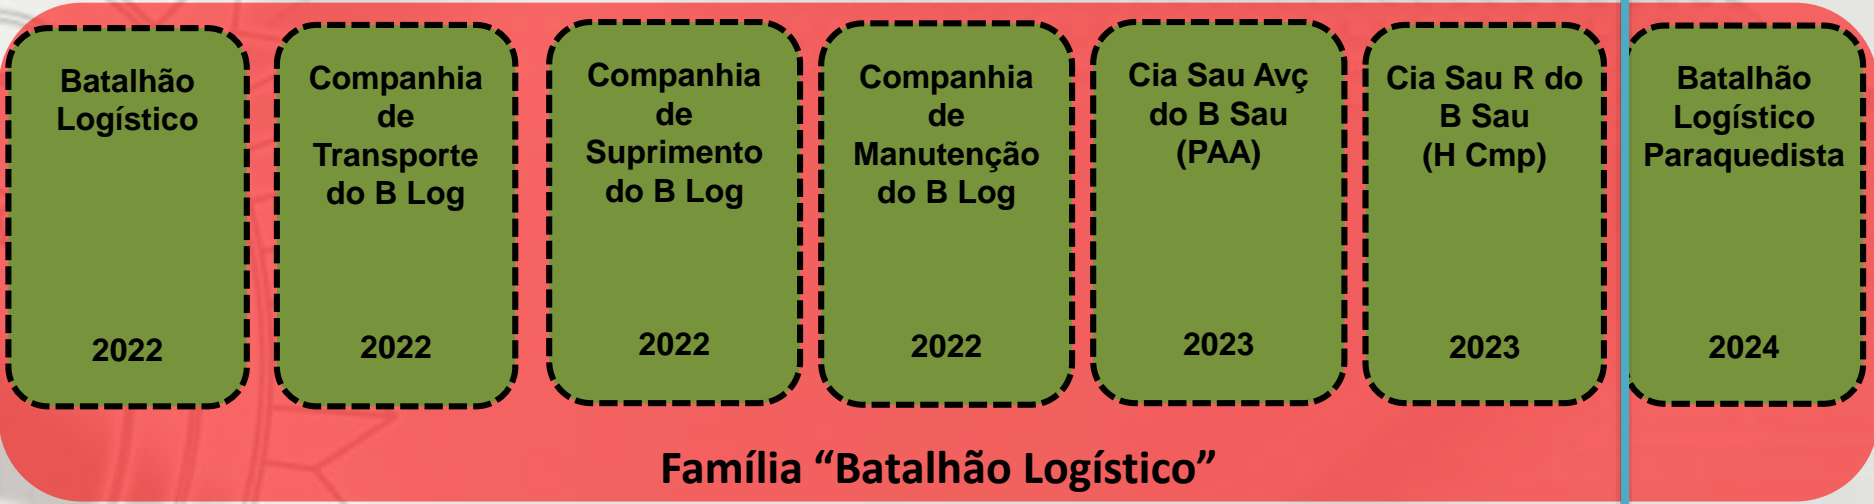 Batalhão
Logístico
2022
Companhia
de
Transporte
do B Log
2022
Companhia
de
Suprimento
do B Log
2022
Companhia
de
Manutenção
do B Log
2022
Cia Sau Avç
do B Sau
(PAA)
2023
Cia Sau R do
B Sau
(H Cmp)
2023
Batalhão
Logístico
Paraquedista
2024
Família “Batalhão Logístico”